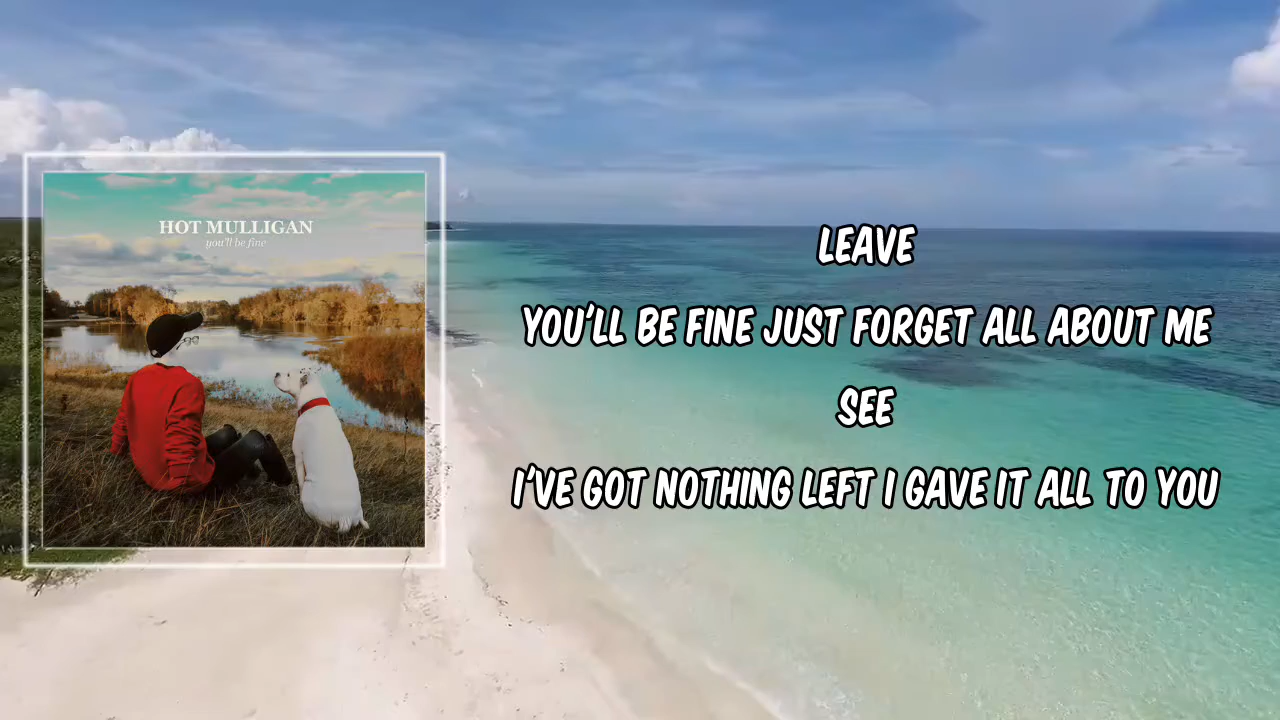 HOT MULLIGAN
you'll be fine
LEAVE
YOU'LL BE FINE JUST FORGET ALL ABOUT ME
SEE
I'VE GOT NOTHING LEFT I GAVE IT ALL TO YOU